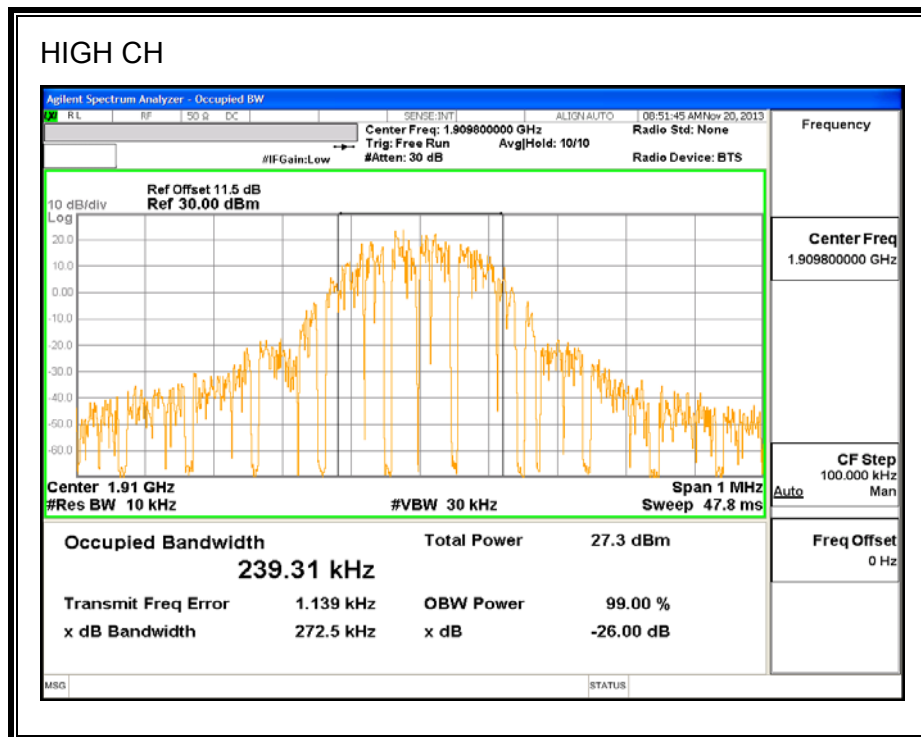 HIGH CH
Agilent Spectrum Analyzer - Occupied BW
LXI RL RF 50 Ω DC SENSE:INT ALIGN AUTO 08:51:45 AM Nov 20, 2013
Center Freq: 1.909800000 GHz Radio Std: None
Trig: Free Run Avg|Hold: 10/10
#IFGain:Low #Atten: 30 dB Radio Device: BTS
Ref Offset 11.5 dB
10 dB/div Ref 30.00 dBm
Log
20.0
10.0
0.00
-10.0
-20.0
-30.0
-40.0
-50.0
-60.0
Center 1.91 GHz Span 1 MHz
#Res BW 10 kHz #VBW 30 kHz Sweep 47.8 ms
Occupied Bandwidth Total Power 27.3 dBm
239.31 kHz
Transmit Freq Error 1.139 kHz OBW Power 99.00 %
x dB Bandwidth 272.5 kHz x dB -26.00 dB
MSG STATUS
Frequency
Center Freq
1.909800000 GHz
CF Step
100.000 kHz
Auto Man
Freq Offset
0 Hz